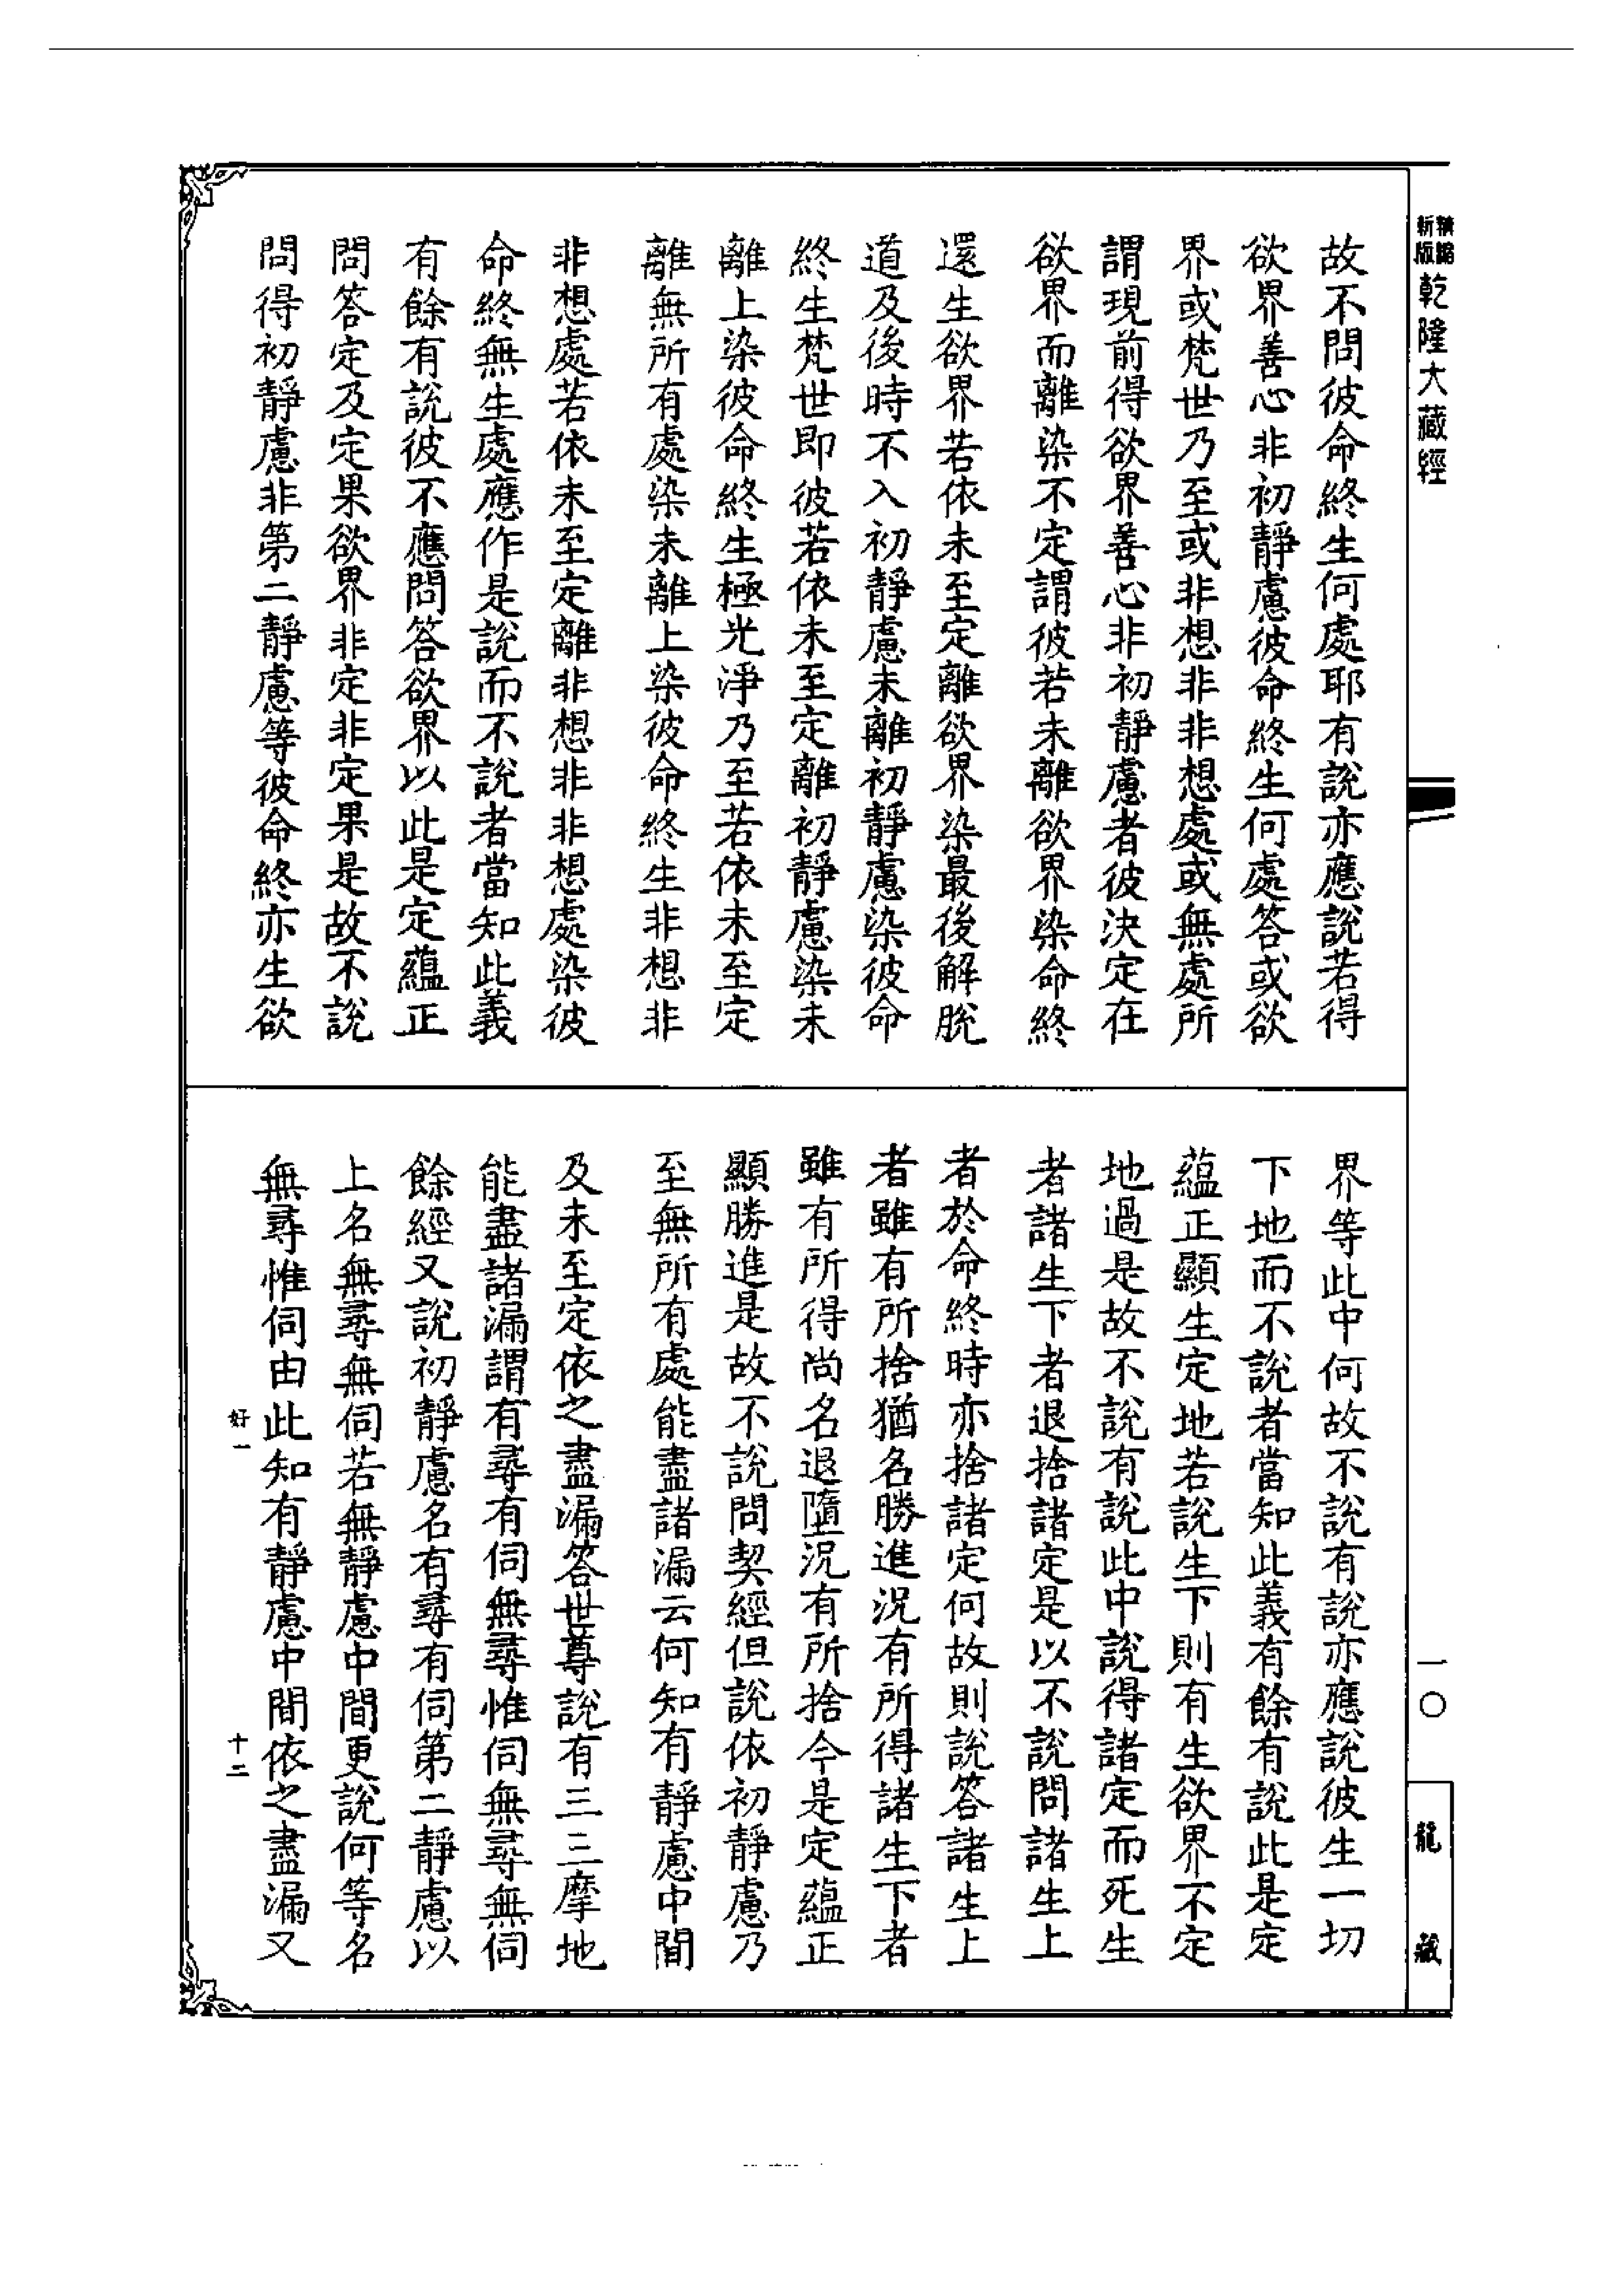 精縮新版乾隆大藏經
一〇
龍藏
故不問彼命終生何處耶有說亦應說若得
欲界善心非初靜慮彼命終生何處答或欲
界或梵世乃至或非想非非想處或無處所
謂現前得欲界善心非初靜慮者彼決定在
欲界而離染不定謂彼若未離欲界染命終
還生欲界若依未至定離欲界染最後解脫
道及後時不入初靜慮未離初靜慮染彼命
終生梵世即彼若依未至定離初靜慮染未
離上染彼命終生極光淨乃至若依未至定
離無所有處染未離上染彼命終生非想非
非想處若依未至定離非想非非想處染彼
命終無生處應作是說而不說者當知此義
有餘有說彼不應問答欲界以此是定蘊正
問答定及定果欲界非定非定果是故不說
問得初靜慮非第二靜慮等彼命終亦生欲
界等此中何故不說有說亦應說彼生一切
下地而不說者當知此義有餘有說此是定
蘊正顯生定地若說生下則有生欲界不定
地過是故不說有說此中說得諸定而死生
者諸生下者退捨諸定是以不說問諸生上
者於命終時亦捨諸定何故則說答諸生上
者雖有所捨猶名勝進況有所得諸生下者
雖有所得尚名退墮況有所捨今是定蘊正
顯勝進是故不說問契經但說依初靜慮乃
至無所有處能盡諸漏云何知有靜慮中間
及未至定依之盡漏答世尊說有三三摩地
能盡諸漏謂有尋有伺無尋惟伺無尋無伺
餘經又說初靜慮名有尋有伺第二靜慮以
上名無尋無伺若無靜慮中間更說何等名
無尋惟伺由此知有靜慮中間依之盡漏又
好一
十二